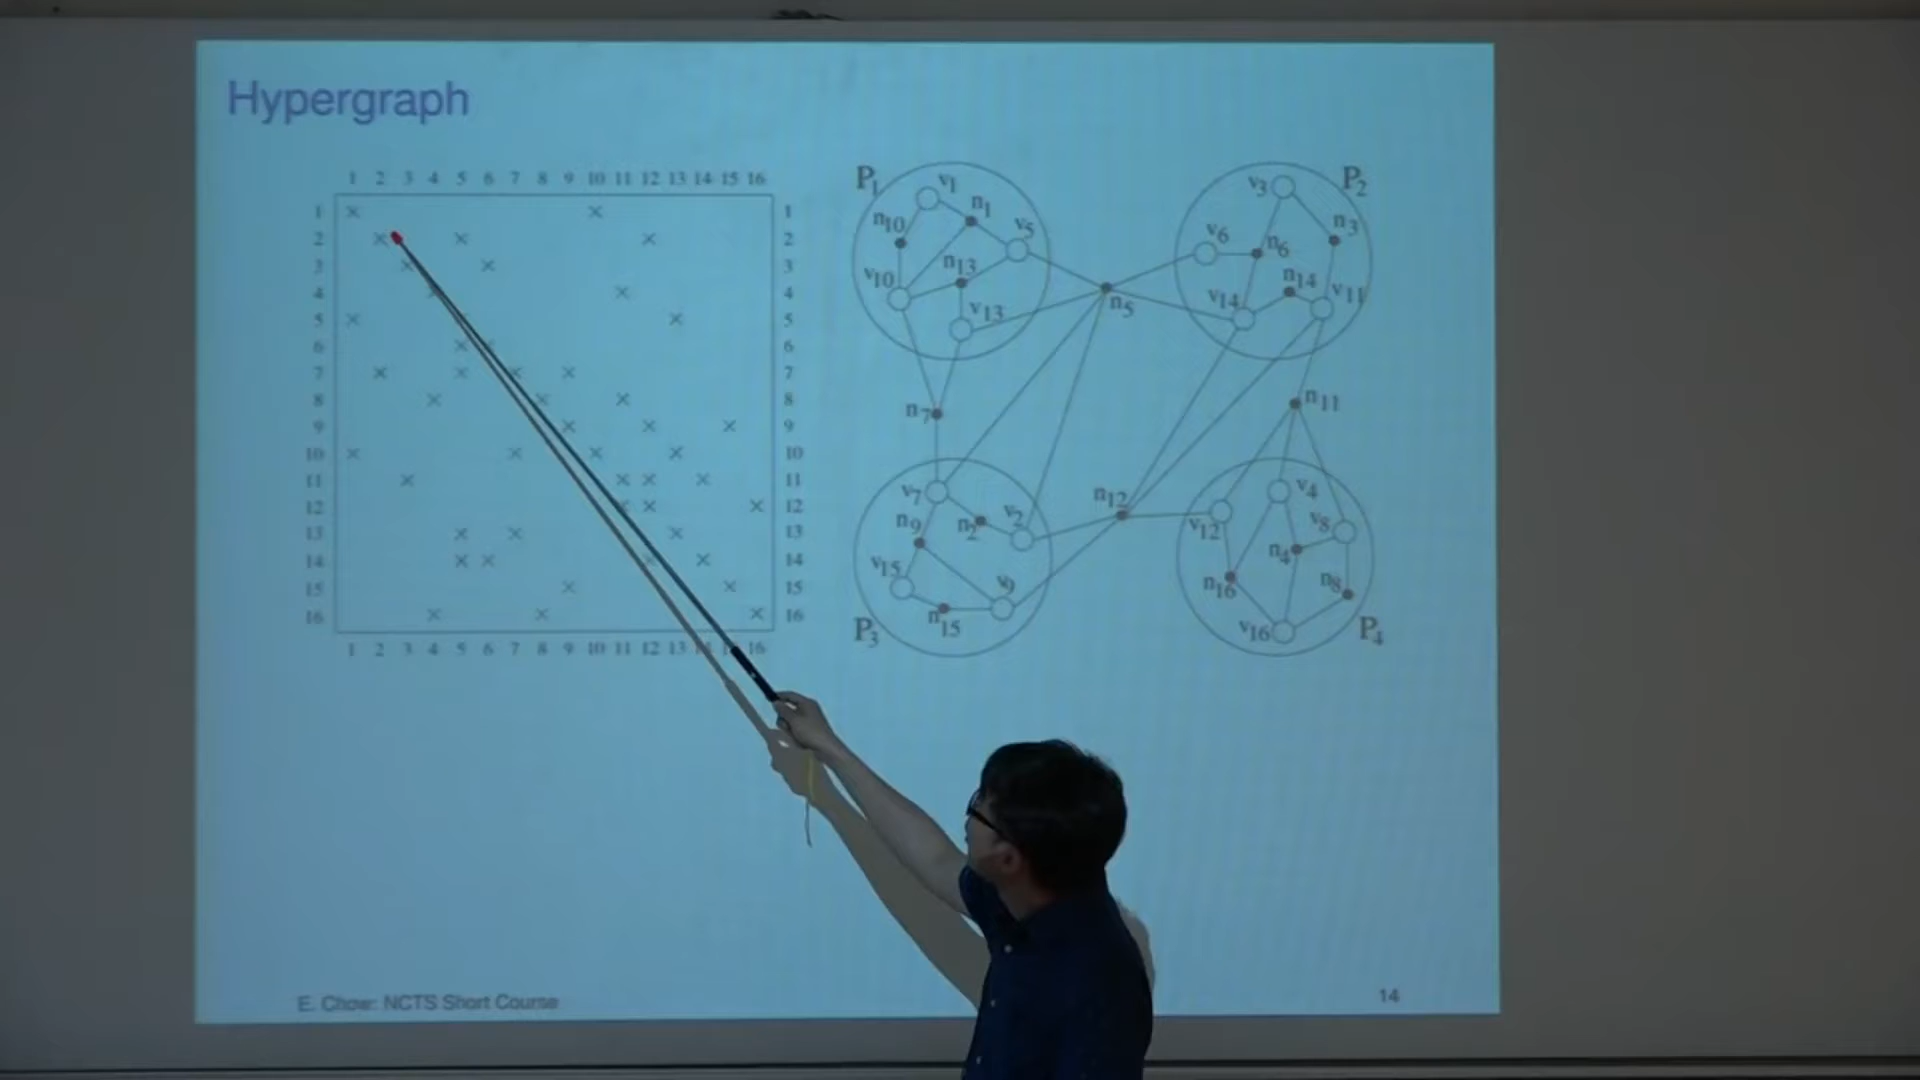 Hypergraph
1 2 3 4 5 6 7 8 9 10 11 12 13 14 15 16
1 × × 1
2 × × × 2
3 × × 3
4 × 4
5 × × 5
6 × × 6
7 × × × × 7
8 × × × 8
9 × × × 9
10 × × × × 10
11 × × × × 11
12 × × × 12
13 × × × 13
14 × × × × 14
15 × × 15
16 × × × 16
1 2 3 4 5 6 7 8 9 10 11 12 13 16
P1
v1
n1
n10
v5
n13
v10
v13
P2
v3
n3
v6
n6
n14
v14
v11
n5
n7
n11
n12
v7
n9
n2
v2
v15
v9
n15
P3
v4
v12
v8
n4
n16
n8
v16
P4
E. Chow: NCTS Short Course
14